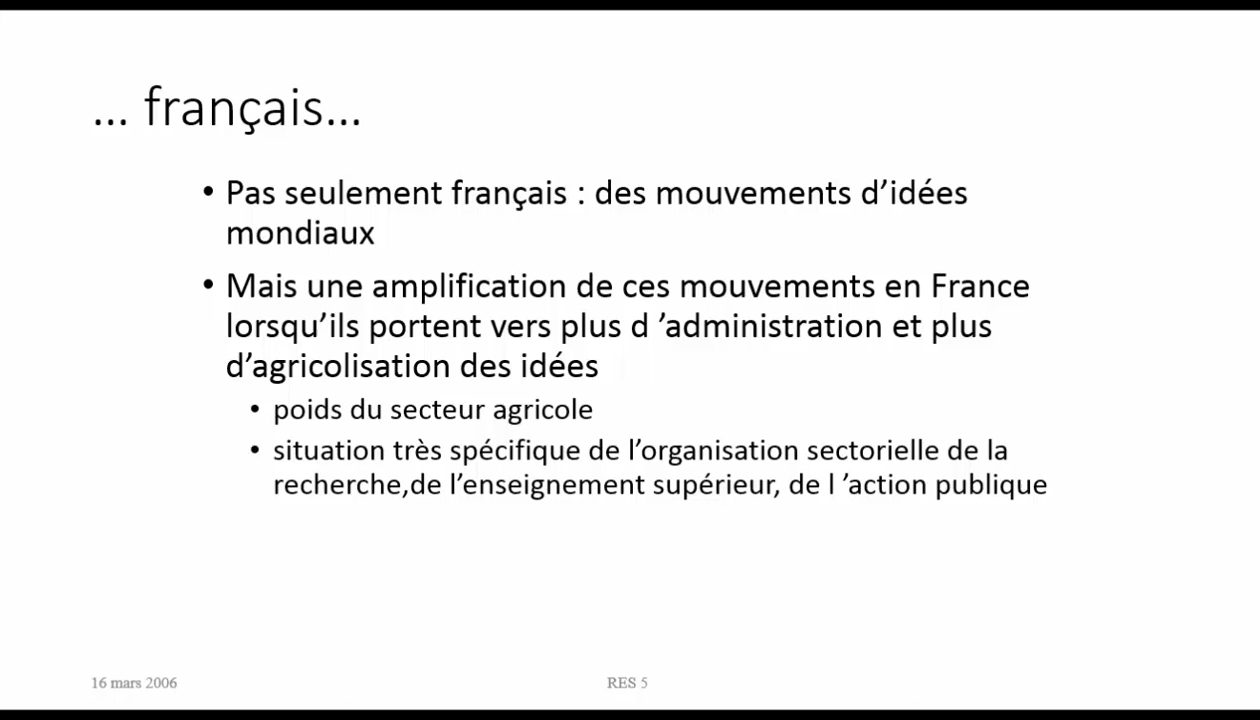 ... français...
• Pas seulement français : des mouvements d’idées
mondiaux
• Mais une amplification de ces mouvements en France
lorsqu’ils portent vers plus d ’administration et plus
d’agricolisation des idées
• poids du secteur agricole
• situation très spécifique de l’organisation sectorielle de la
recherche,de l’enseignement supérieur, de l ’action publique
16 mars 2006
RES 5